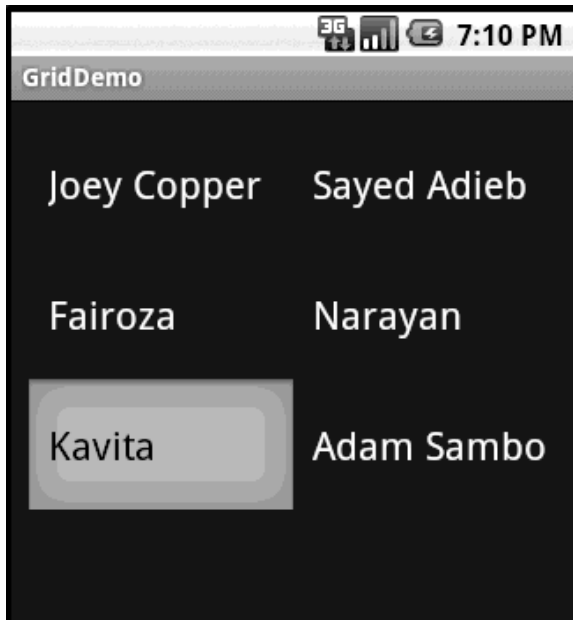 3G 7:10 PM
GridDemo
Joey Copper Sayed Adieb
Fairoza Narayan
Kavita Adam Sambo